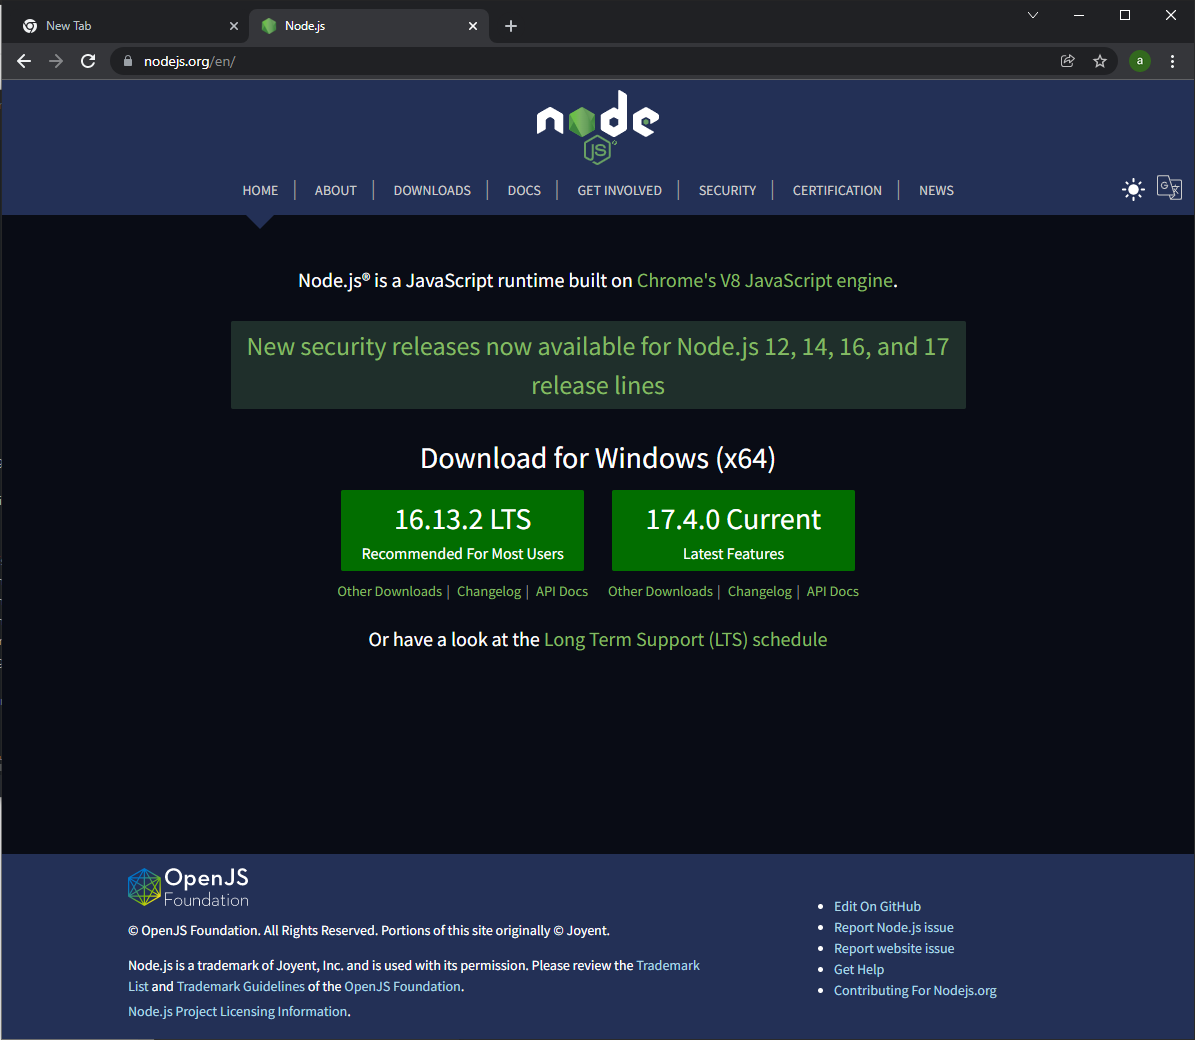 New Tab
Node.js
nodejs.org/en/
a
node
JS
HOME
ABOUT
DOWNLOADS
DOCS
GET INVOLVED
SECURITY
CERTIFICATION
NEWS
Node.js® is a JavaScript runtime built on Chrome's V8 JavaScript engine.
New security releases now available for Node.js 12, 14, 16, and 17
release lines
Download for Windows (x64)
16.13.2 LTS
Recommended For Most Users
17.4.0 Current
Latest Features
Other Downloads | Changelog | API Docs
Other Downloads | Changelog | API Docs
Or have a look at the Long Term Support (LTS) schedule
OpenJS
Foundation
© OpenJS Foundation. All Rights Reserved. Portions of this site originally © Joyent.
Node.js is a trademark of Joyent, Inc. and is used with its permission. Please review the Trademark
List and Trademark Guidelines of the OpenJS Foundation.
Node.js Project Licensing Information.
Edit On GitHub
Report Node.js issue
Report website issue
Get Help
Contributing For Nodejs.org